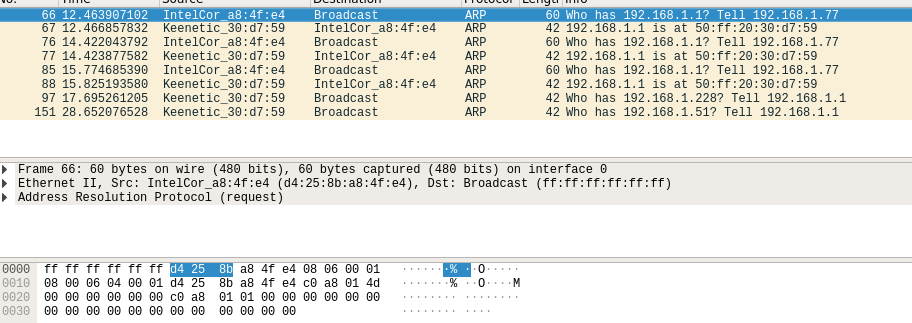 No. Time Source Destination Protocol Length Info
66 12.463907102 IntelCor_a8:4f:e4 Broadcast ARP 60 Who has 192.168.1.1? Tell 192.168.1.77
67 12.466857832 Keenetic_30:d7:59 IntelCor_a8:4f:e4 ARP 42 192.168.1.1 is at 50:ff:20:30:d7:59
76 14.422043792 IntelCor_a8:4f:e4 Broadcast ARP 60 Who has 192.168.1.1? Tell 192.168.1.77
77 14.423877582 Keenetic_30:d7:59 IntelCor_a8:4f:e4 ARP 42 192.168.1.1 is at 50:ff:20:30:d7:59
85 15.774685390 IntelCor_a8:4f:e4 Broadcast ARP 60 Who has 192.168.1.1? Tell 192.168.1.77
88 15.825193580 Keenetic_30:d7:59 IntelCor_a8:4f:e4 ARP 42 192.168.1.1 is at 50:ff:20:30:d7:59
97 17.695261205 Keenetic_30:d7:59 Broadcast ARP 42 Who has 192.168.1.228? Tell 192.168.1.1
151 28.652076528 Keenetic_30:d7:59 Broadcast ARP 42 Who has 192.168.1.51? Tell 192.168.1.1
Frame 66: 60 bytes on wire (480 bits), 60 bytes captured (480 bits) on interface 0
Ethernet II, Src: IntelCor_a8:4f:e4 (d4:25:8b:a8:4f:e4), Dst: Broadcast (ff:ff:ff:ff:ff:ff)
Address Resolution Protocol (request)
0000 ff ff ff ff ff ff d4 25 8b a8 4f e4 08 06 00 01 ·······% ··O·····
0010 08 00 06 04 00 01 d4 25 8b a8 4f e4 c0 a8 01 4d ·······% ··O····M
0020 00 00 00 00 00 00 c0 a8 01 01 00 00 00 00 00 00 ········ ········
0030 00 00 00 00 00 00 00 00 00 00 00 00 ········ ····